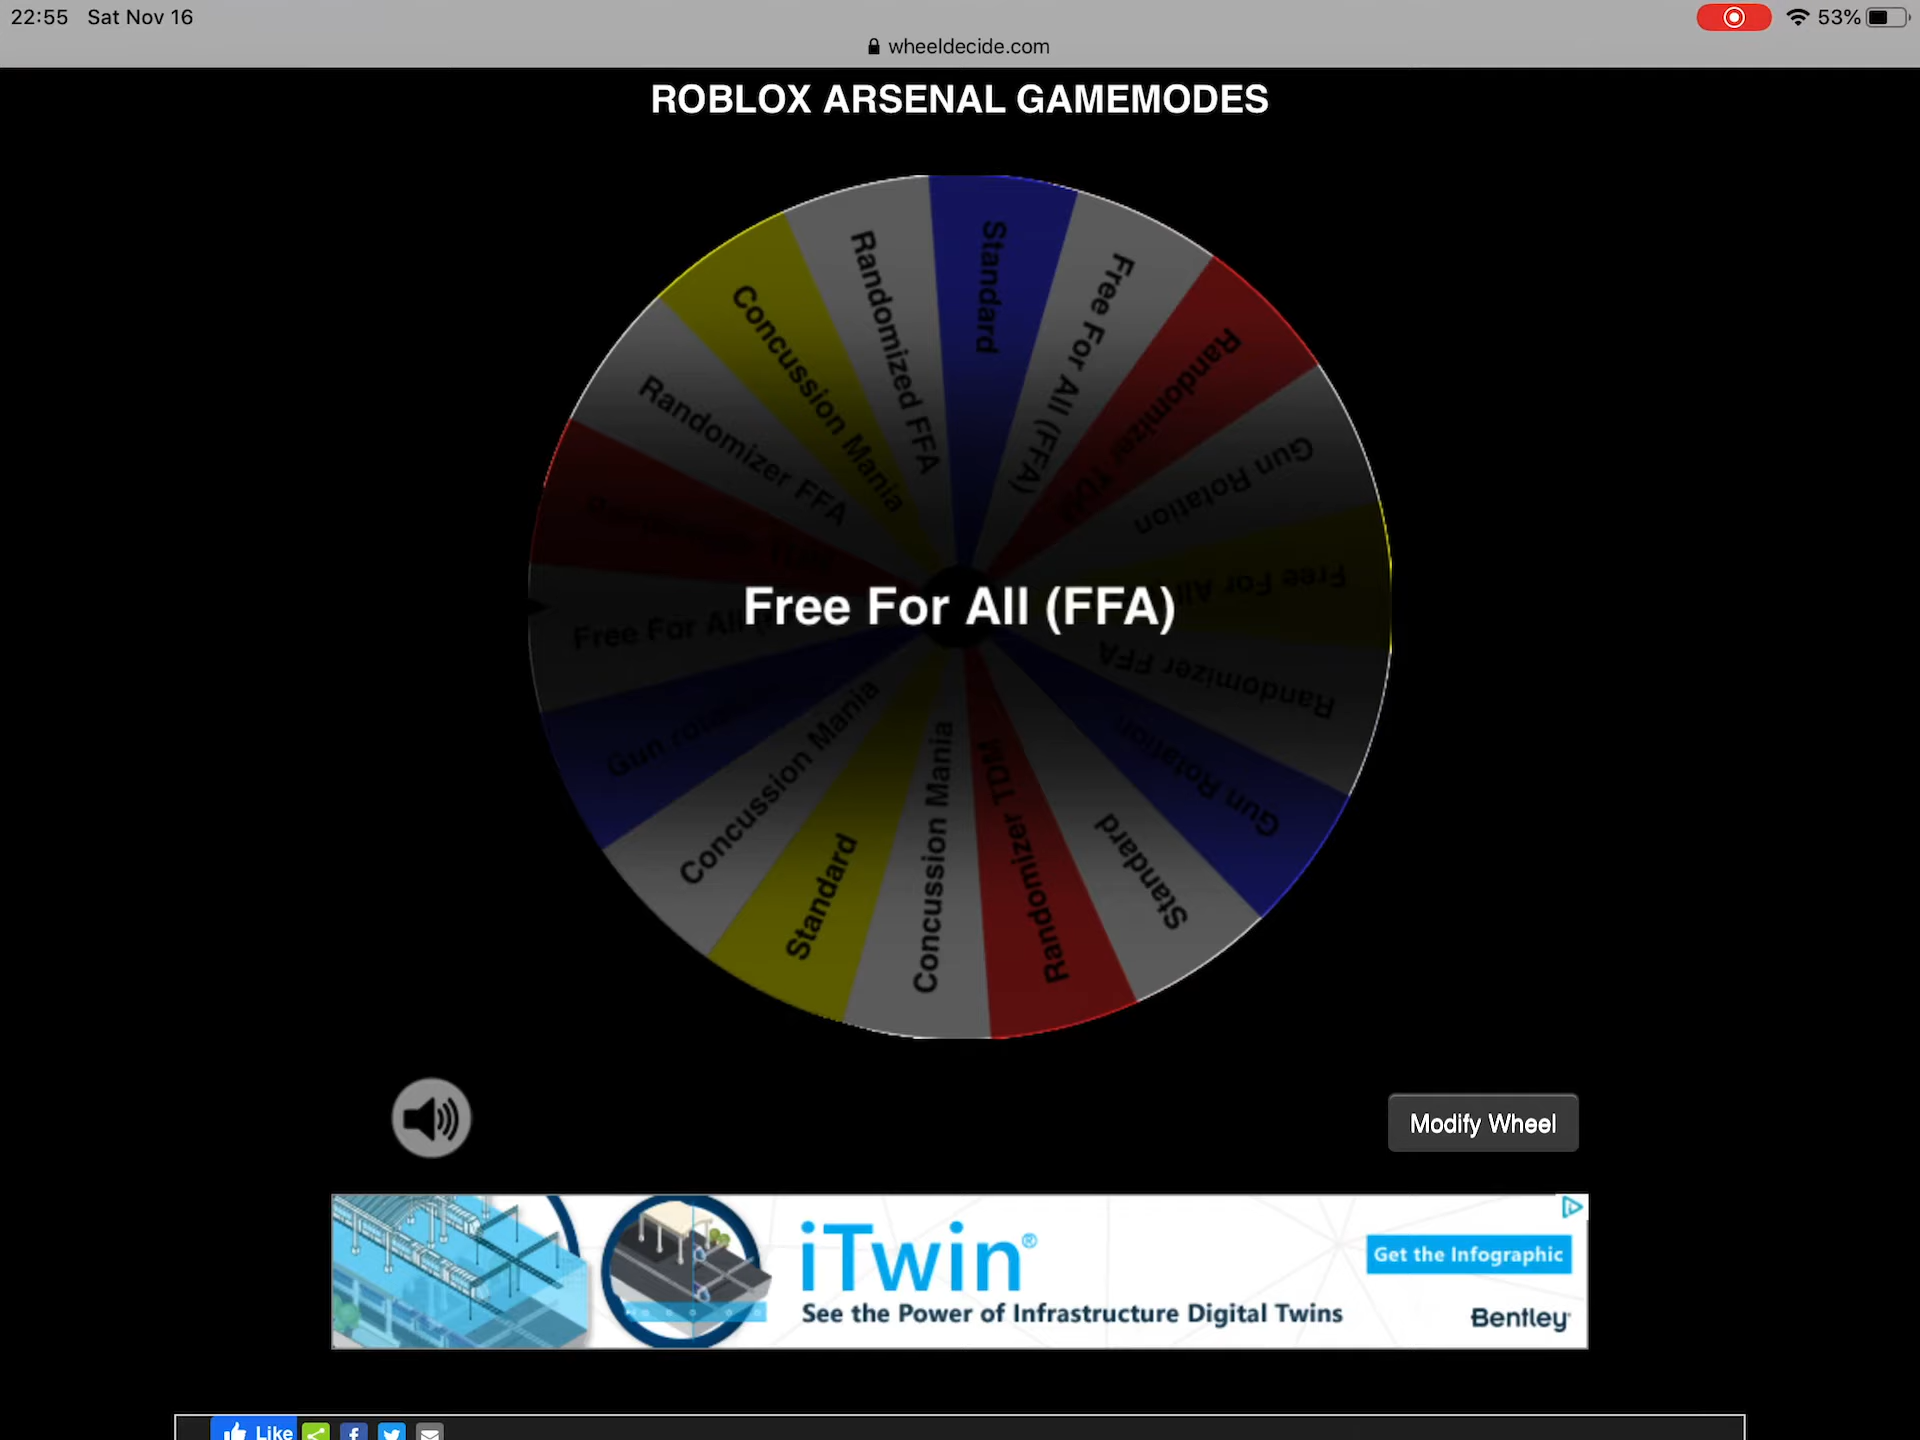 22:55 Sat Nov 16
53%
wheeldecide.com
ROBLOX ARSENAL GAMEMODES
Standard
Free For All (FFA)
Randomizer TDM
Gun Rotation
Free For All
Randomizer FFA
Gun Rotation
Standard
Randomizer TDM
Concussion Mania
Standard
Concussion Mania
Gun
Free For All
Randomizer FFA
Concussion Mania
Randomized FFA
Free For All (FFA)
Modify Wheel
iTwin®
See the Power of Infrastructure Digital Twins
Get the Infographic
Bentley
Like